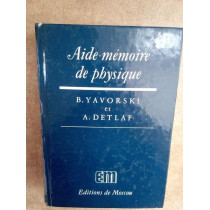 Aide-mémoire
de physique
B. YAVORSKI
et
A. DETLAF
EM
Editions de Moscou